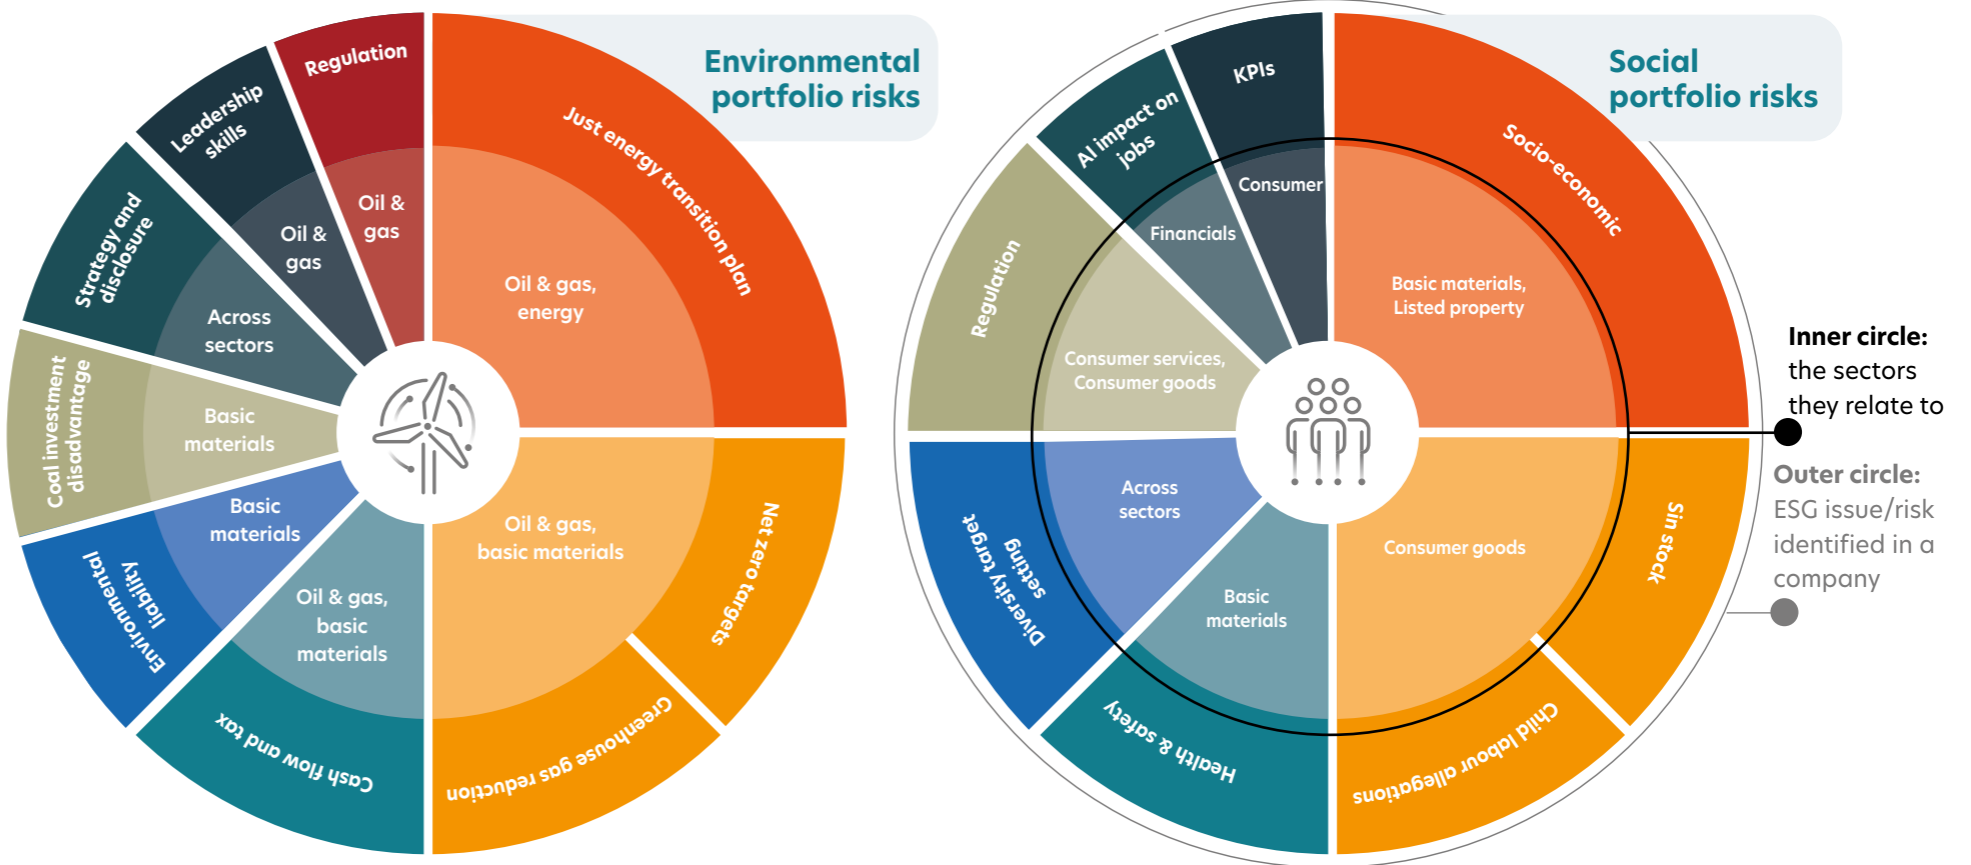 Environmental
portfolio risks
Regulation
Oil &
gas
Just energy transition plan
Oil & gas,
energy
Net zero targets
Greenhouse gas reduction
Oil & gas,
basic materials
Cash flow and tax
Oil & gas,
basic
materials
Environmental
liability
Basic
materials
Coal investment
disadvantage
Basic
materials
Strategy and
disclosure
Across
sectors
Leadership
skills
Oil &
gas
Social
portfolio risks
KPIs
Consumer
Socio-economic
Basic materials,
Listed property
Sin stock
Child labour allegations
Consumer goods
Health & safety
Basic
materials
Diversity target
setting
Across
sectors
Regulation
Consumer services,
Consumer goods
AI impact on
jobs
Financials
Inner circle:
the sectors
they relate to
Outer circle:
ESG issue/risk
identified in a
company